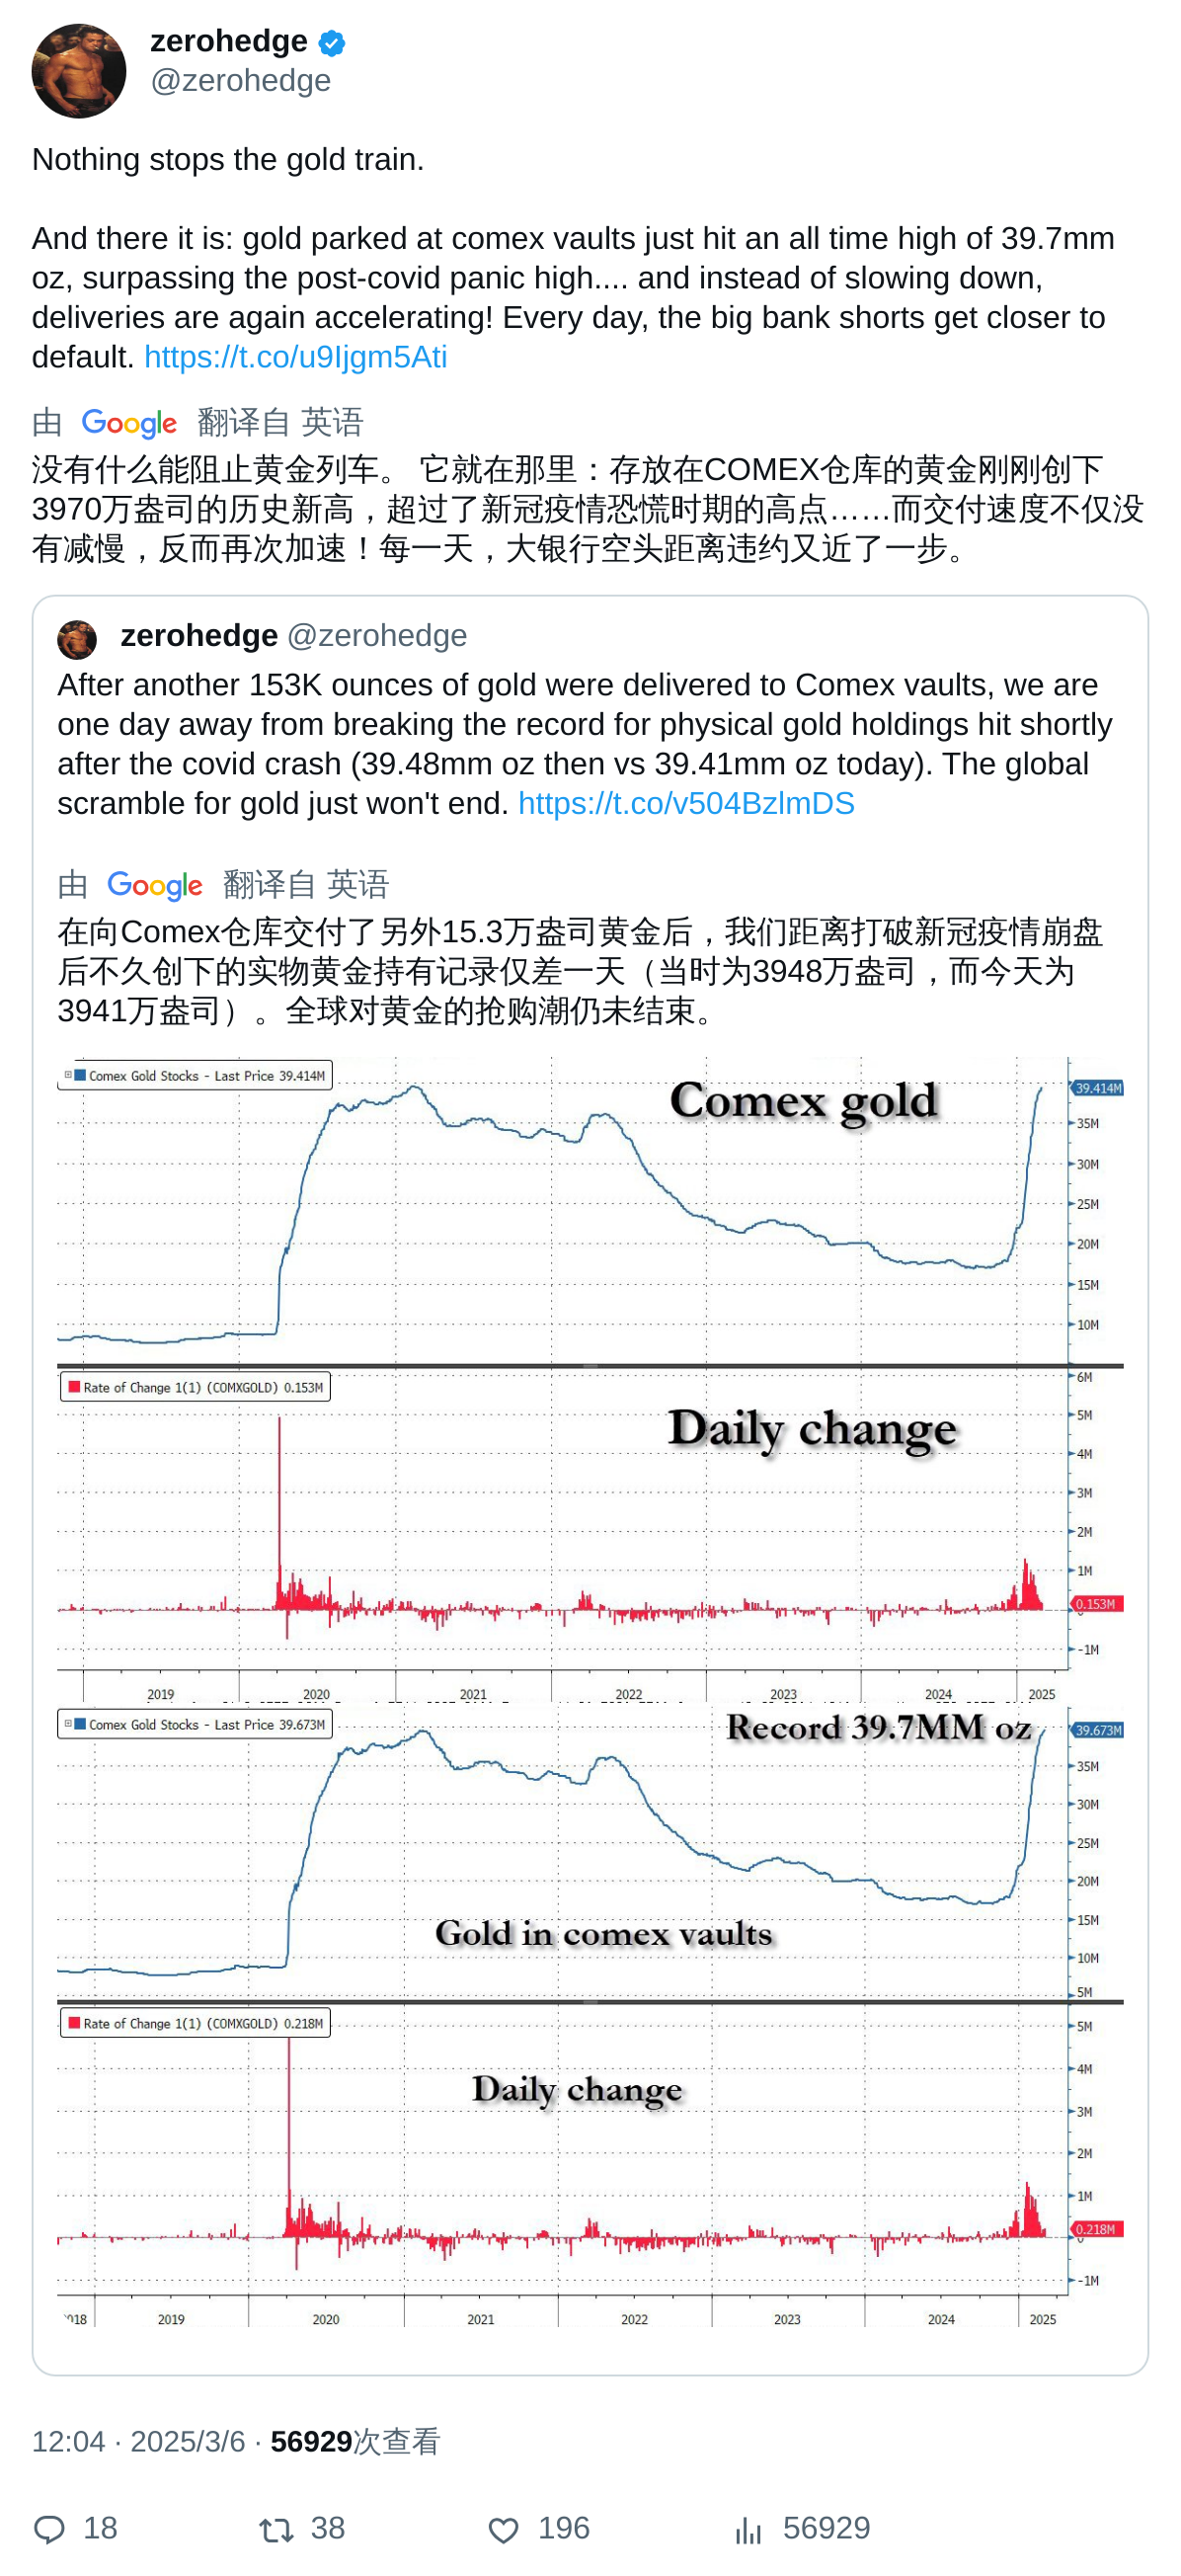 zerohedge
@zerohedge
Nothing stops the gold train.
And there it is: gold parked at comex vaults just hit an all time high of 39.7mm
oz, surpassing the post-covid panic high.... and instead of slowing down,
deliveries are again accelerating! Every day, the big bank shorts get closer to
default. https://t.co/u9Ijgm5Ati
由 Google 翻译自 英语
没有什么能阻止黄金列车。 它就在那里：存放在COMEX仓库的黄金刚刚创下
3970万盎司的历史新高，超过了新冠疫情恐慌时期的高点……而交付速度不仅没
有减慢，反而再次加速！每一天，大银行空头距离违约又近了一步。
zerohedge @zerohedge
After another 153K ounces of gold were delivered to Comex vaults, we are
one day away from breaking the record for physical gold holdings hit shortly
after the covid crash (39.48mm oz then vs 39.41mm oz today). The global
scramble for gold just won't end. https://t.co/v504BzlmDS
由 Google 翻译自 英语
在向Comex仓库交付了另外15.3万盎司黄金后，我们距离打破新冠疫情崩盘
后不久创下的实物黄金持有记录仅差一天（当时为3948万盎司，而今天为
3941万盎司）。全球对黄金的抢购潮仍未结束。
Comex Gold Stocks - Last Price 39.414M
Comex gold
39.414M
35M
30M
25M
20M
15M
10M
Rate of Change 1(1) (COMXGOLD) 0.153M
Daily change
6M
5M
4M
3M
2M
1M
0.153M
0
-1M
2019 2020 2021 2022 2023 2024 2025
Comex Gold Stocks - Last Price 39.673M
Record 39.7MM oz
39.673M
35M
30M
25M
20M
15M
10M
5M
Gold in comex vaults
Rate of Change 1(1) (COMXGOLD) 0.218M
Daily change
5M
4M
3M
2M
1M
0.218M
0
-1M
2019 2020 2021 2022 2023 2024 2025
12:04 · 2025/3/6 · 56929次查看
18 38 196 56929